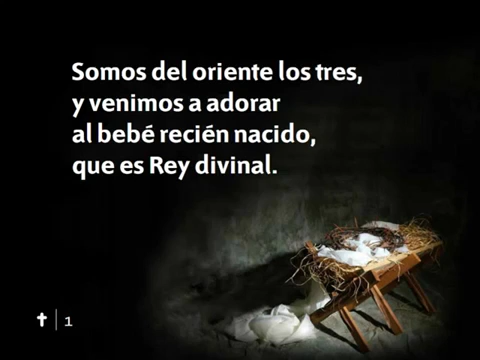 Somos del oriente los tres,
y venimos a adorar
al bebé recién nacido,
que es Rey divinal.
1